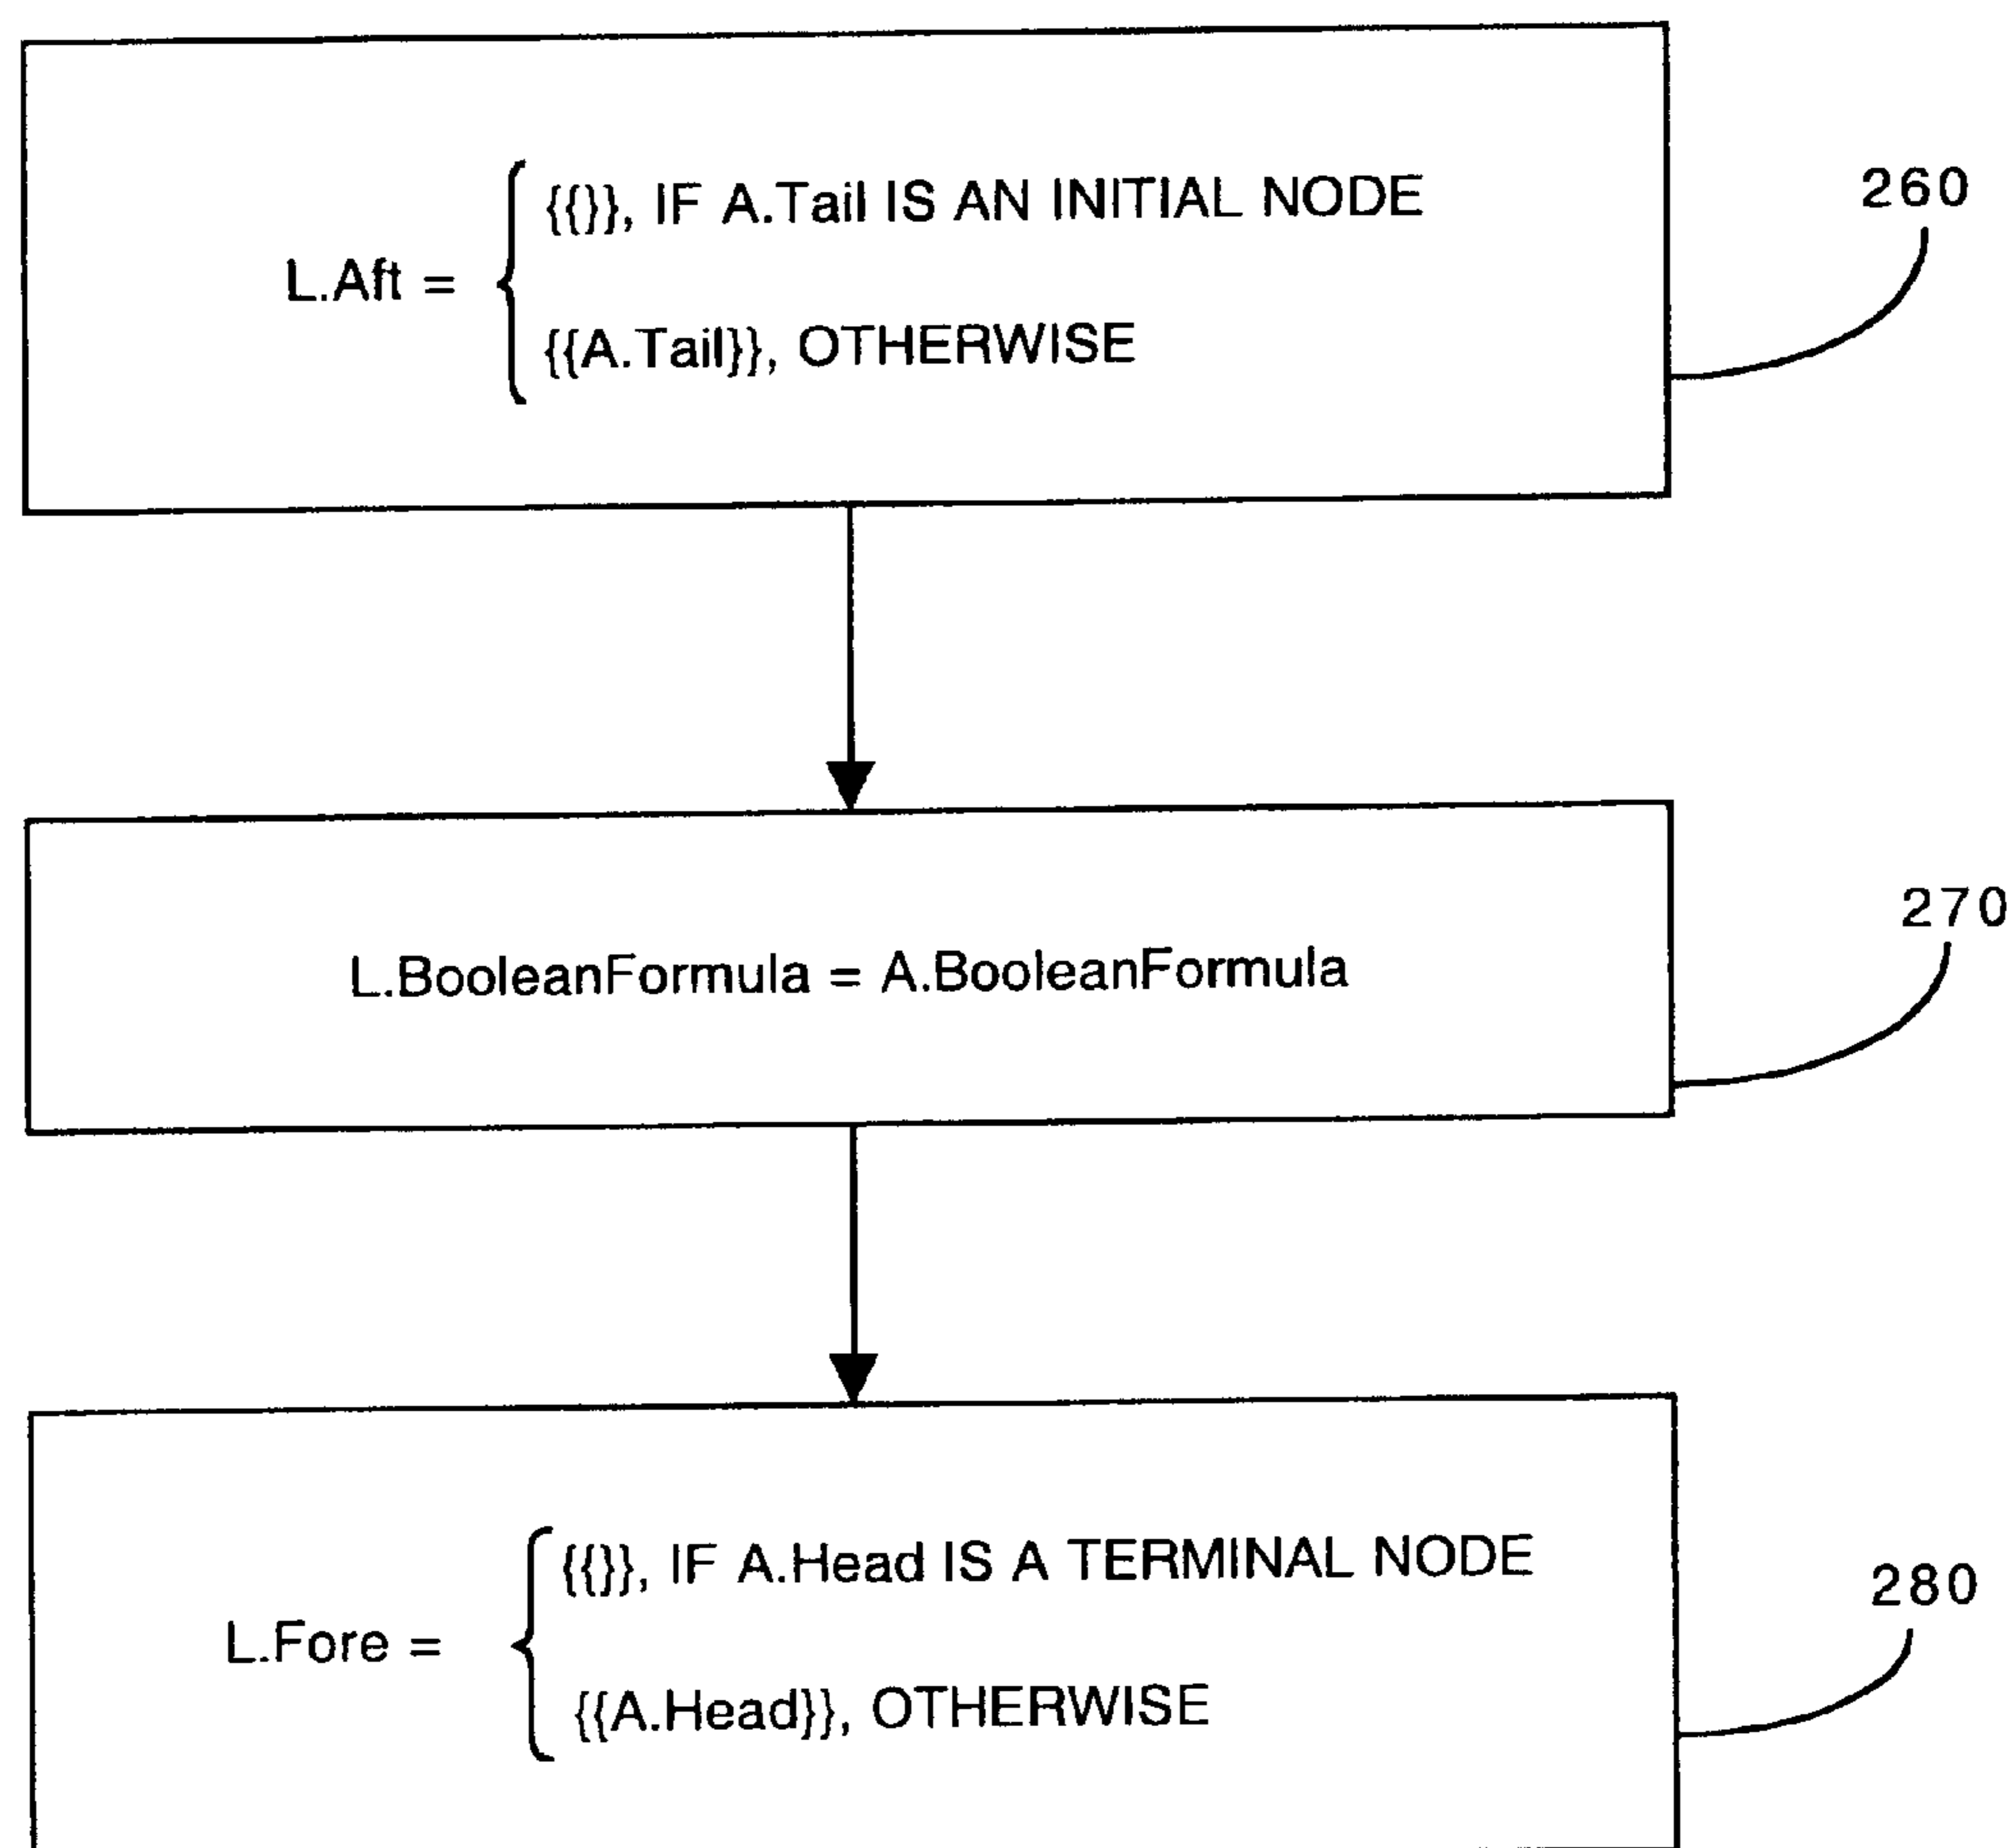 {{}}, IF A.Tail IS AN INITIAL NODE
260
L.Aft =
{{A.Tail}}, OTHERWISE
270
L.BooleanFormula = A.BooleanFormula
{{}}, IF A.Head IS A TERMINAL NODE
280
L.Fore =
{{A.Head}}, OTHERWISE